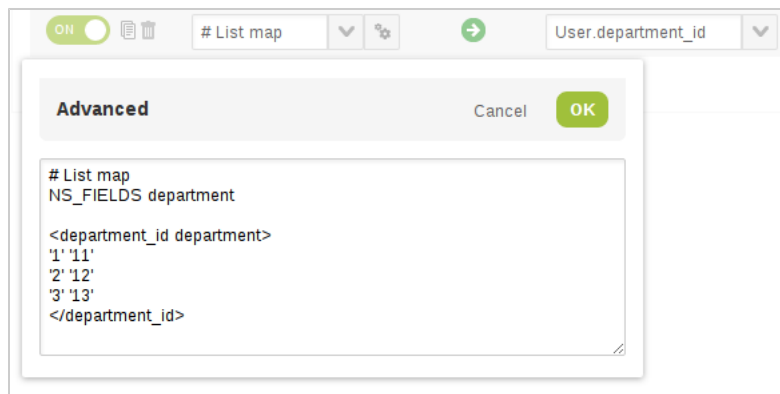 ON # List map User.department_id
Advanced Cancel OK
# List map
NS_FIELDS department
<department_id department>
'1' '11'
'2' '12'
'3' '13'
</department_id>